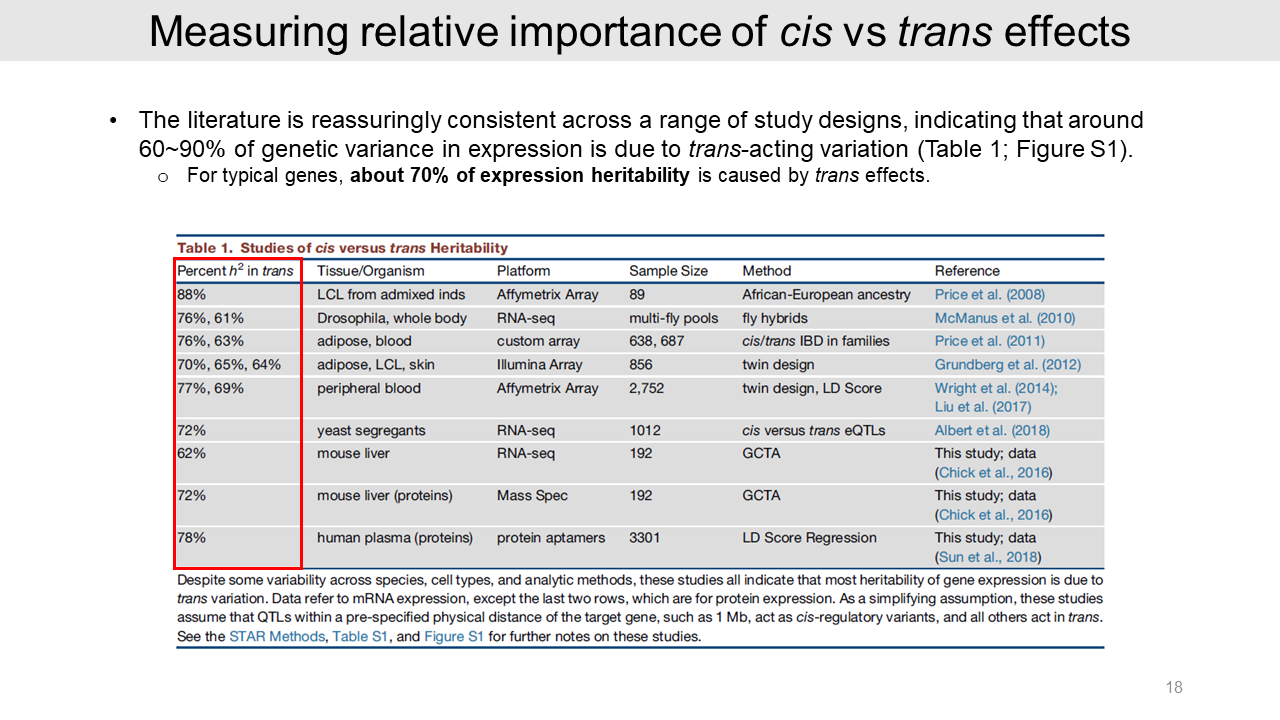 Measuring relative importance of cis vs trans effects
• The literature is reassuringly consistent across a range of study designs, indicating that around
60~90% of genetic variance in expression is due to trans-acting variation (Table 1; Figure S1).
o For typical genes, about 70% of expression heritability is caused by trans effects.
Table 1. Studies of cis versus trans Heritability
Percent h² in trans Tissue/Organism Platform Sample Size Method Reference
88% LCL from admixed inds Affymetrix Array 89 African-European ancestry Price et al. (2008)
76%, 61% Drosophila, whole body RNA-seq multi-fly pools fly hybrids McManus et al. (2010)
76%, 63% adipose, blood custom array 638, 687 cis/trans IBD in families Price et al. (2011)
70%, 65%, 64% adipose, LCL, skin Illumina Array 856 twin design Grundberg et al. (2012)
77%, 69% peripheral blood Affymetrix Array 2,752 twin design, LD Score Wright et al. (2014);
Liu et al. (2017)
72% yeast segregants RNA-seq 1012 cis versus trans eQTLs Albert et al. (2018)
62% mouse liver RNA-seq 192 GCTA This study; data
(Chick et al., 2016)
72% mouse liver (proteins) Mass Spec 192 GCTA This study; data
(Chick et al., 2016)
78% human plasma (proteins) protein aptamers 3301 LD Score Regression This study; data
(Sun et al., 2018)
Despite some variability across species, cell types, and analytic methods, these studies all indicate that most heritability of gene expression is due to
trans variation. Data refer to mRNA expression, except the last two rows, which are for protein expression. As a simplifying assumption, these studies
assume that QTLs within a pre-specified physical distance of the target gene, such as 1 Mb, act as cis-regulatory variants, and all others act in trans.
See the STAR Methods, Table S1, and Figure S1 for further notes on these studies.
18